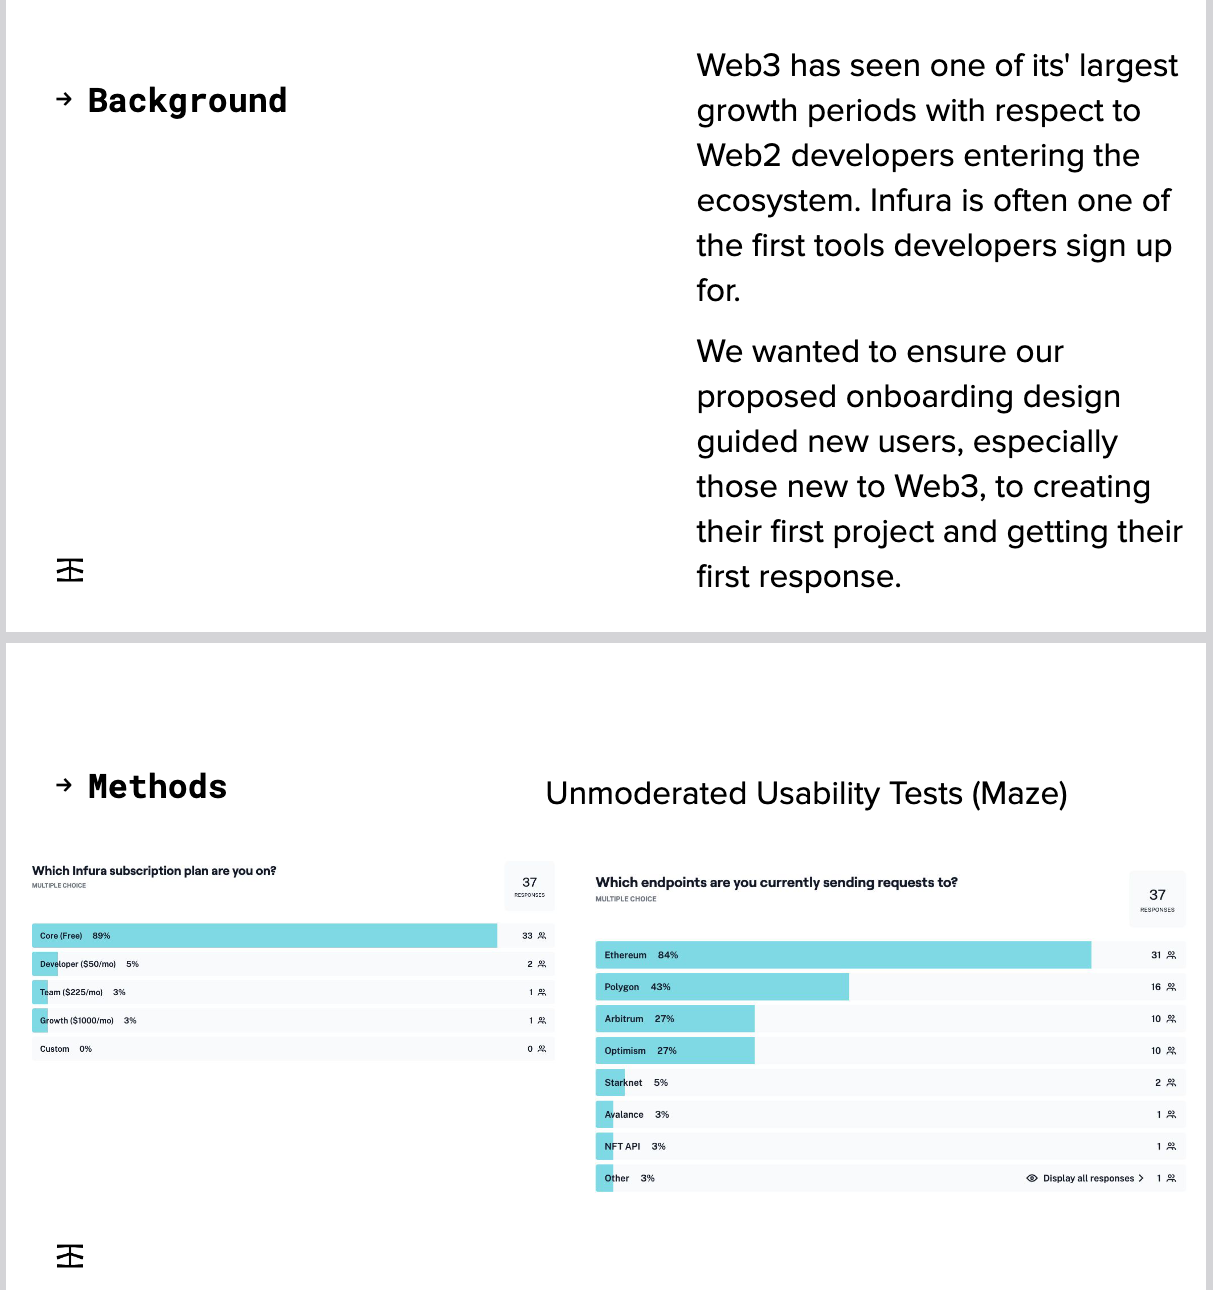 → Background
Web3 has seen one of its' largest
growth periods with respect to
Web2 developers entering the
ecosystem. Infura is often one of
the first tools developers sign up
for.
We wanted to ensure our
proposed onboarding design
guided new users, especially
those new to Web3, to creating
their first project and getting their
first response.
→ Methods
Unmoderated Usability Tests (Maze)
Which Infura subscription plan are you on?
MULTIPLE CHOICE
37
RESPONSES
Core (Free) 89% 33
Developer ($50/mo) 5% 2
Team ($225/mo) 3% 1
Growth ($1000/mo) 3% 1
Custom 0% 0
Which endpoints are you currently sending requests to?
MULTIPLE CHOICE
37
RESPONSES
Ethereum 84% 31
Polygon 43% 16
Arbitrum 27% 10
Optimism 27% 10
Starknet 5% 2
Avalance 3% 1
NFT API 3% 1
Other 3% Display all responses > 1